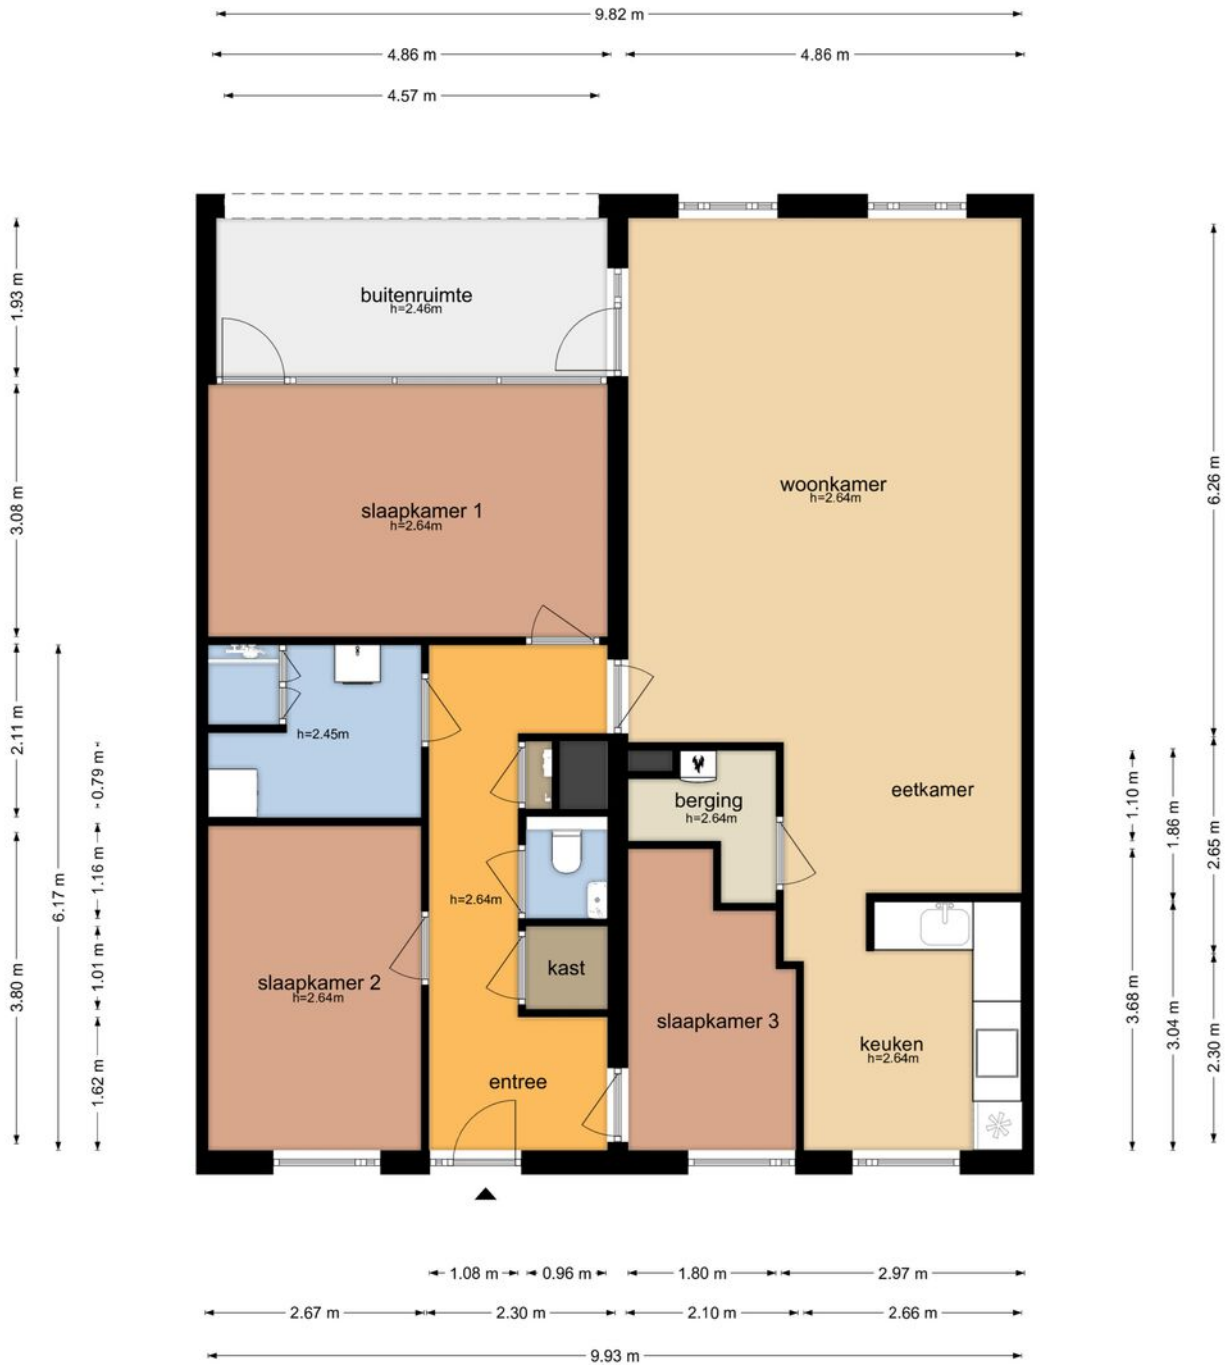 9.82 m
4.86 m
4.86 m
4.57 m
1.93 m
buitenruimte
h=2.46m
6.26 m
3.08 m
slaapkamer 1
h=2.64m
woonkamer
h=2.64m
2.11 m
6.17 m
0.79 m
h=2.45m
berging
h=2.64m
eetkamer
1.10 m
1.86 m
2.65 m
3.80 m
1.16 m
1.01 m
1.62 m
h=2.64m
slaapkamer 2
h=2.64m
kast
slaapkamer 3
keuken
h=2.64m
entree
3.68 m
3.04 m
2.30 m
1.08 m
0.96 m
1.80 m
2.97 m
2.67 m
2.30 m
2.10 m
2.66 m
9.93 m